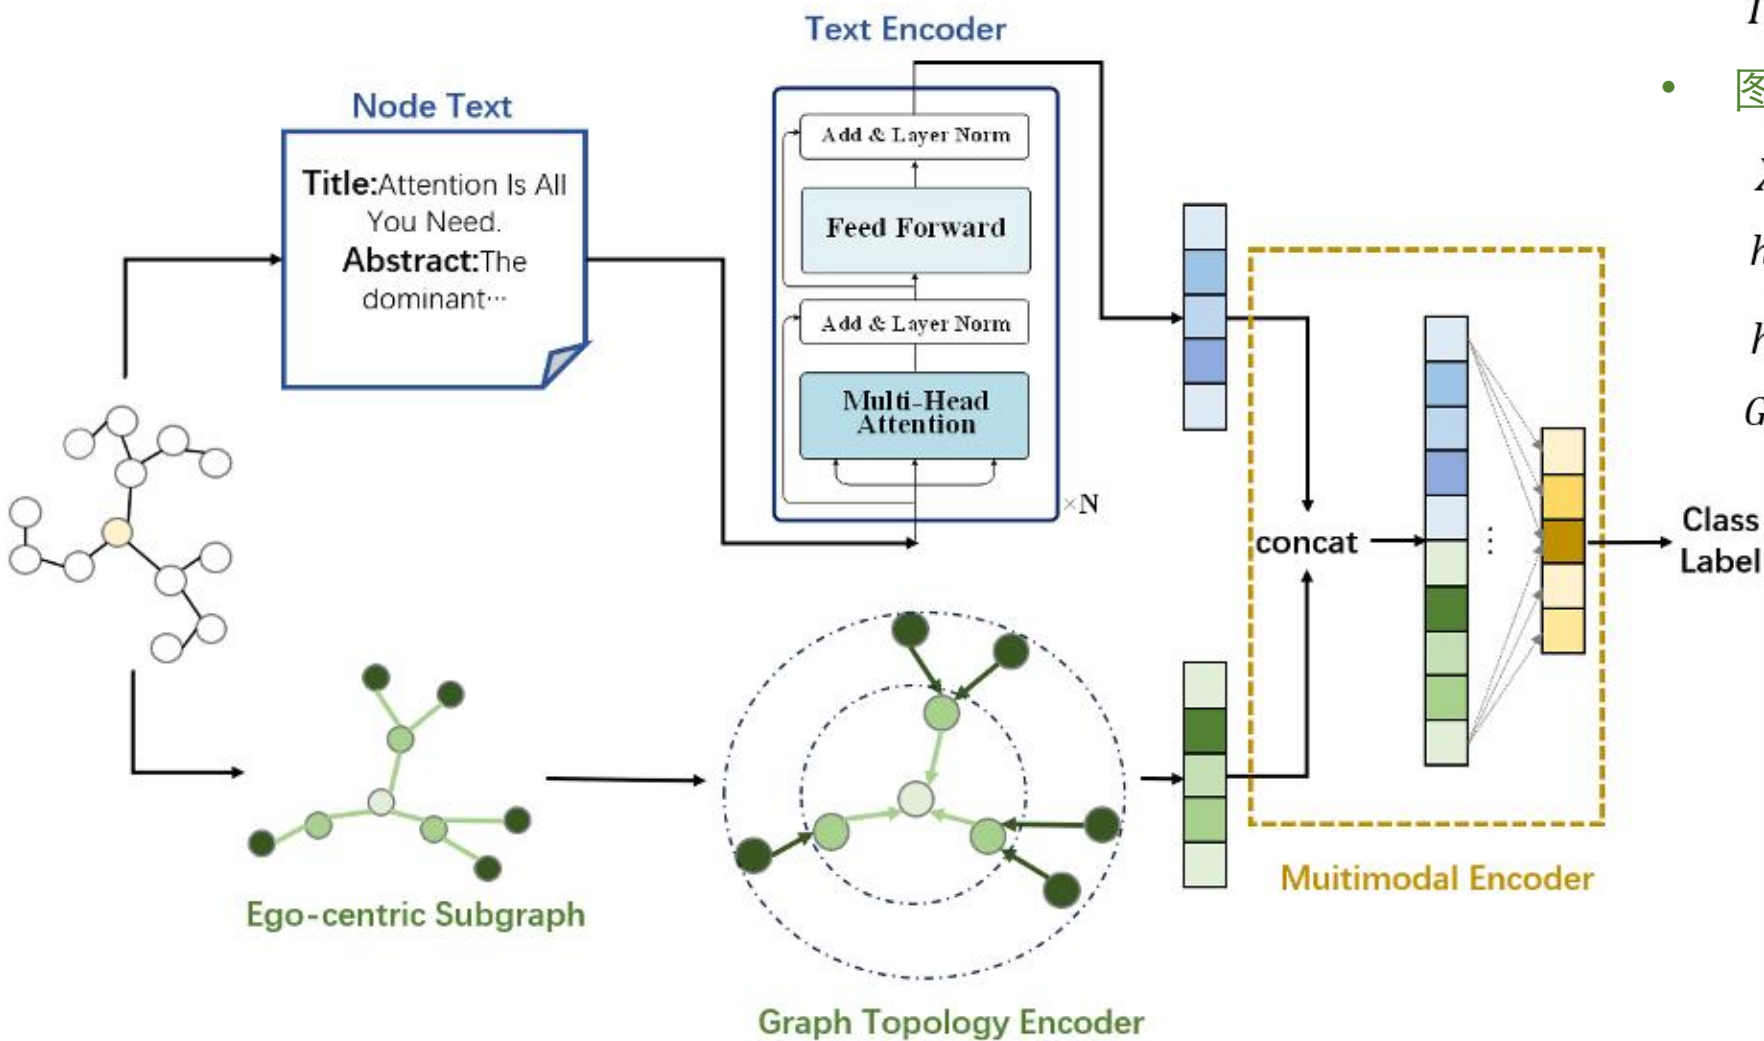 Text Encoder
Node Text
Title:Attention Is All
You Need.
Abstract:The
dominant···
Add & Layer Norm
Feed Forward
Add & Layer Norm
Multi-Head
Attention
×N
concat
Class
Label
Muitimodal Encoder
Ego-centric Subgraph
Graph Topology Encoder
• 图
h
h
G